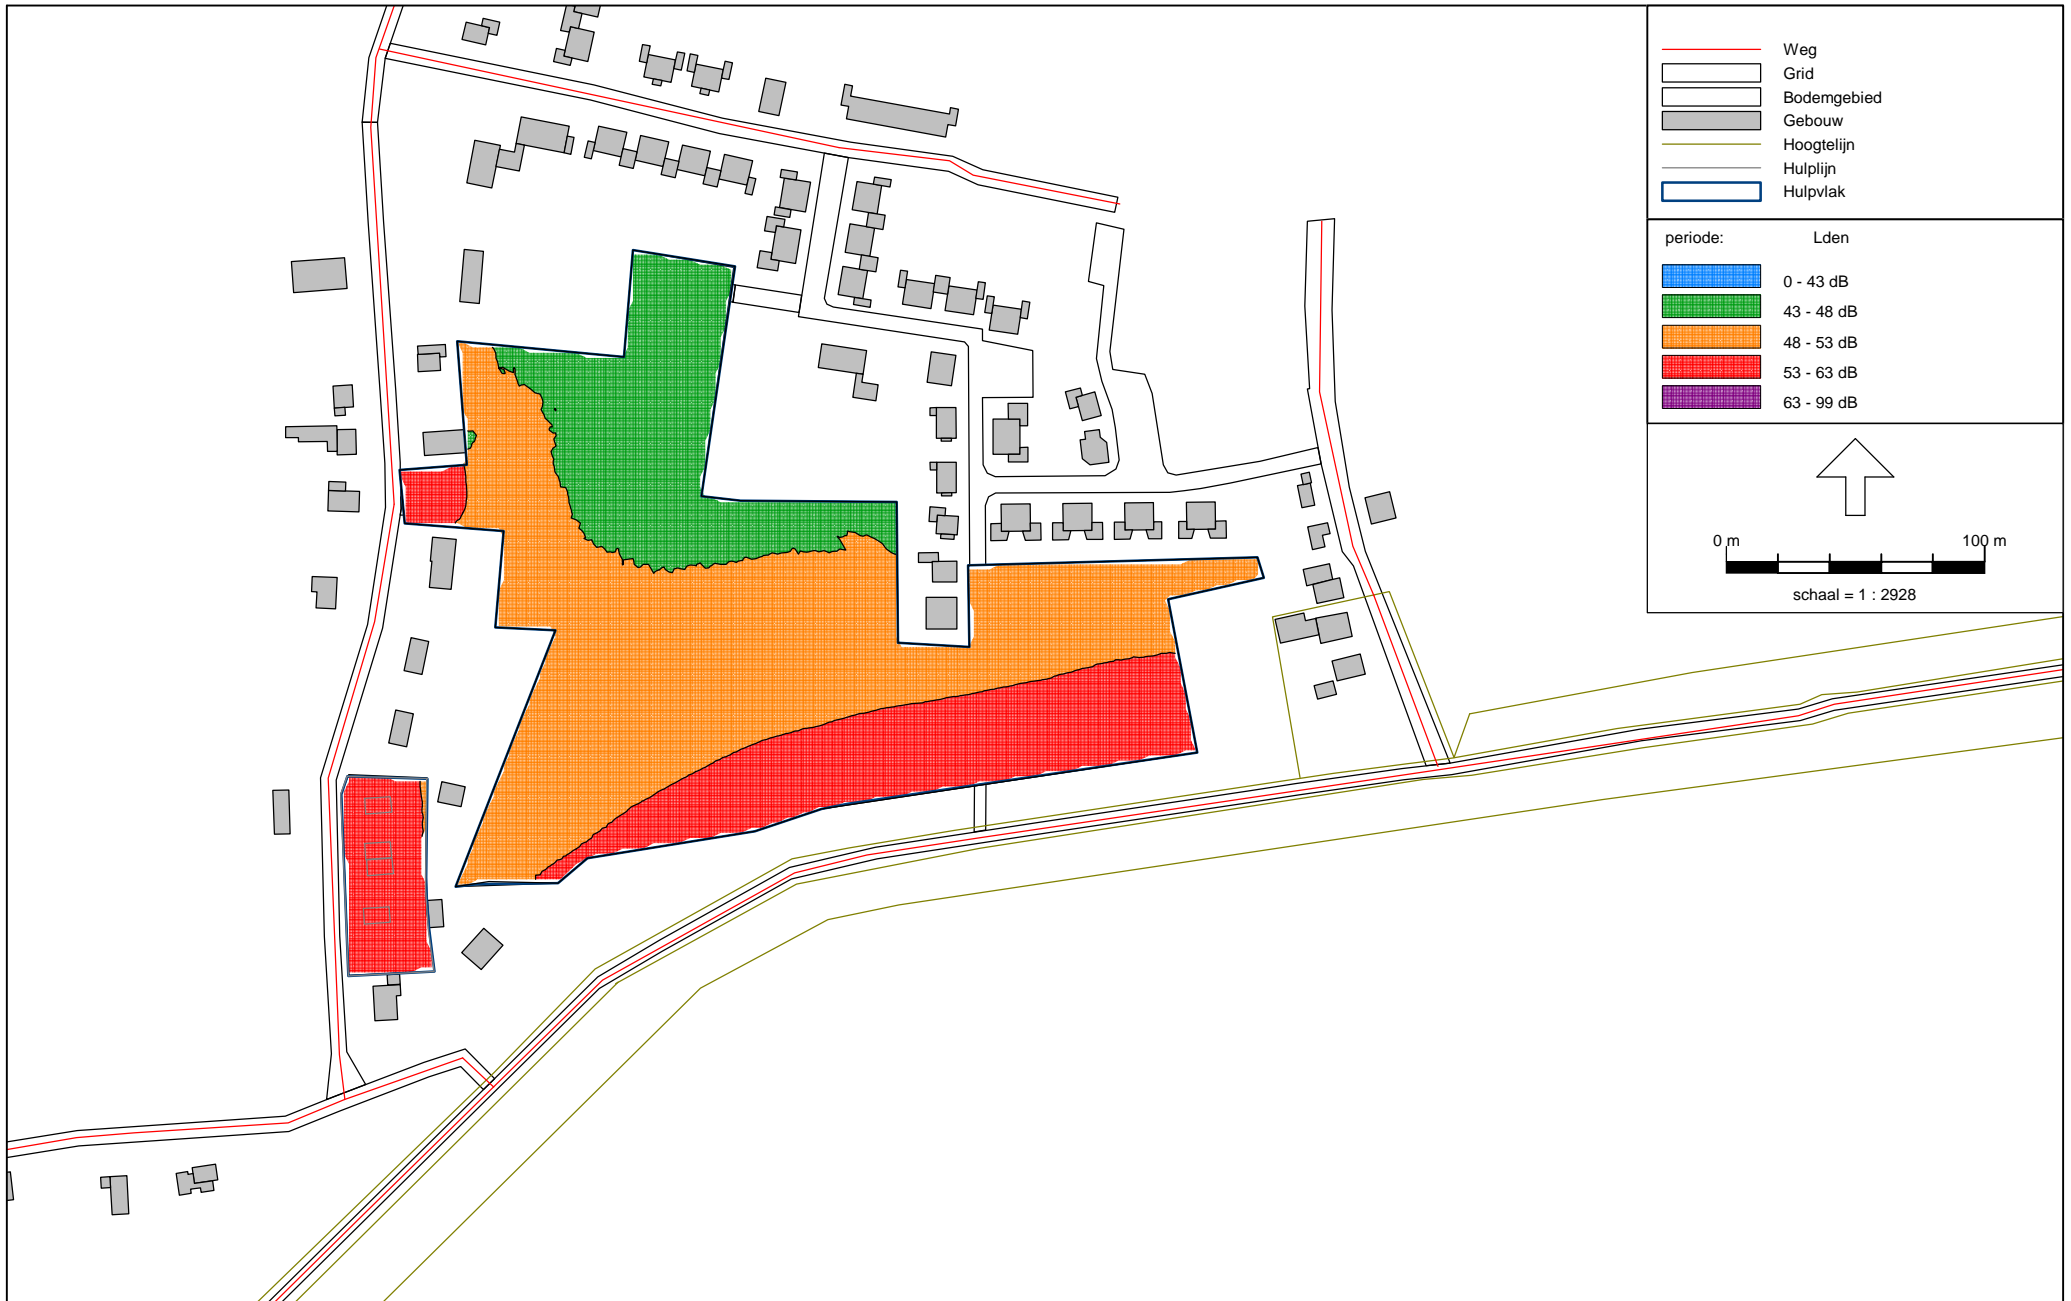 Weg
Grid
Bodemgebied
Gebouw
Hoogtelijn
Hulplijn
Hulpvlak
periode: Lden
0 - 43 dB
43 - 48 dB
48 - 53 dB
53 - 63 dB
63 - 99 dB
0 m 100 m
schaal = 1 : 2928